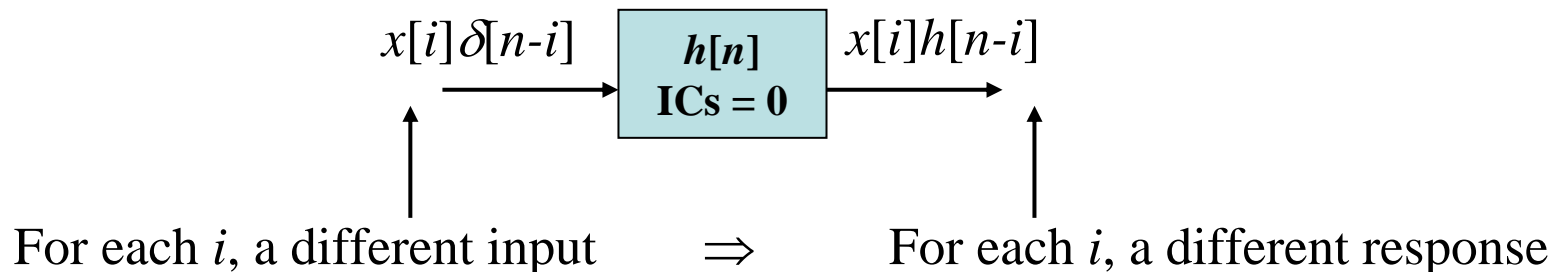 x[i]δ[n-i]
h[n]
ICs = 0
x[i]h[n-i]
For each i, a different input ⇒ For each i, a different response